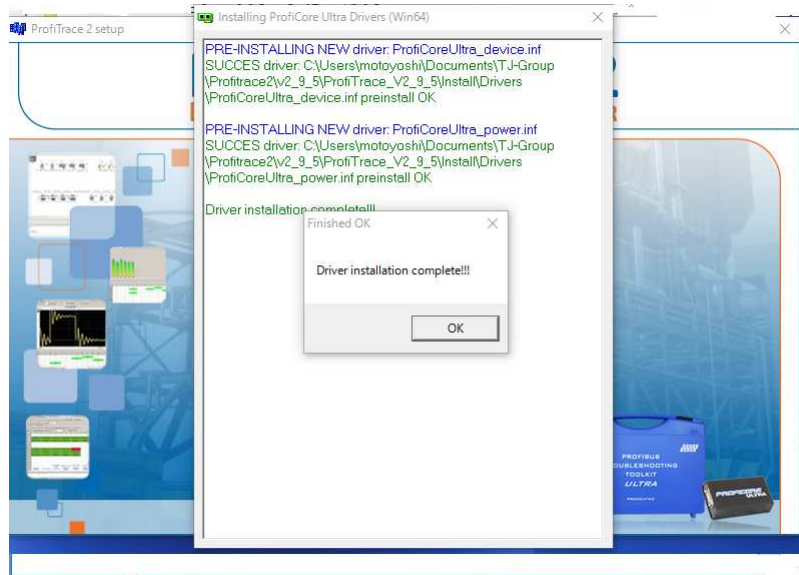 ProfiTrace 2 setup
Installing ProfiCore Ultra Drivers (Win64)
PRE-INSTALLING NEW driver: ProfiCoreUltra_device.inf
SUCCES driver: C:\Users\motoyoshi\Documents\TJ-Group
\Profitrace2\v2_9_5\ProfiTrace_V2_9_5\Install\Drivers
\ProfiCoreUltra_device.inf preinstall OK
PRE-INSTALLING NEW driver: ProfiCoreUltra_power.inf
SUCCES driver: C:\Users\motoyoshi\Documents\TJ-Group
\Profitrace2\v2_9_5\ProfiTrace_V2_9_5\Install\Drivers
\ProfiCoreUltra_power.inf preinstall OK
Driver installation complete!!!
Finished OK
Driver installation complete!!!
OK
PROFIBUS
TOOLKIT
ULTRA
PROFICORE
ULTRA